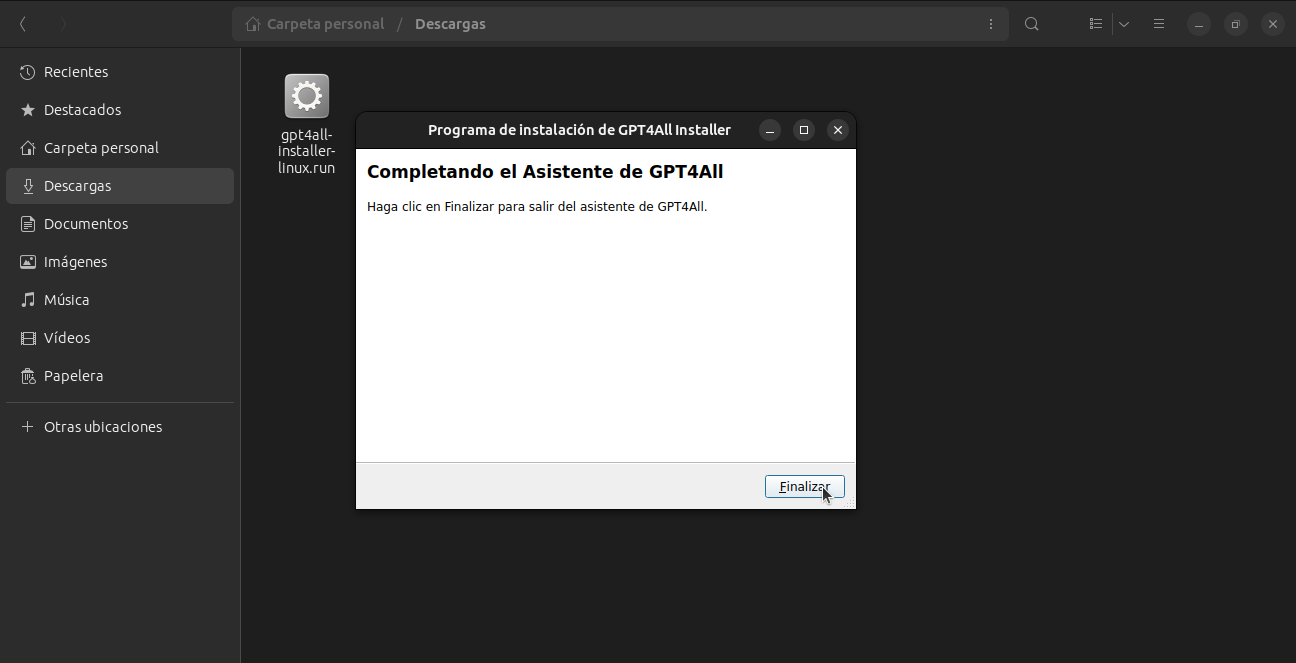 Carpeta personal / Descargas
Recientes
Destacados
Carpeta personal
Descargas
Documentos
Imágenes
Música
Vídeos
Papelera
Otras ubicaciones
gpt4all-
installer-
linux.run
Programa de instalación de GPT4All Installer
Completando el Asistente de GPT4All
Haga clic en Finalizar para salir del asistente de GPT4All.
Finalizar